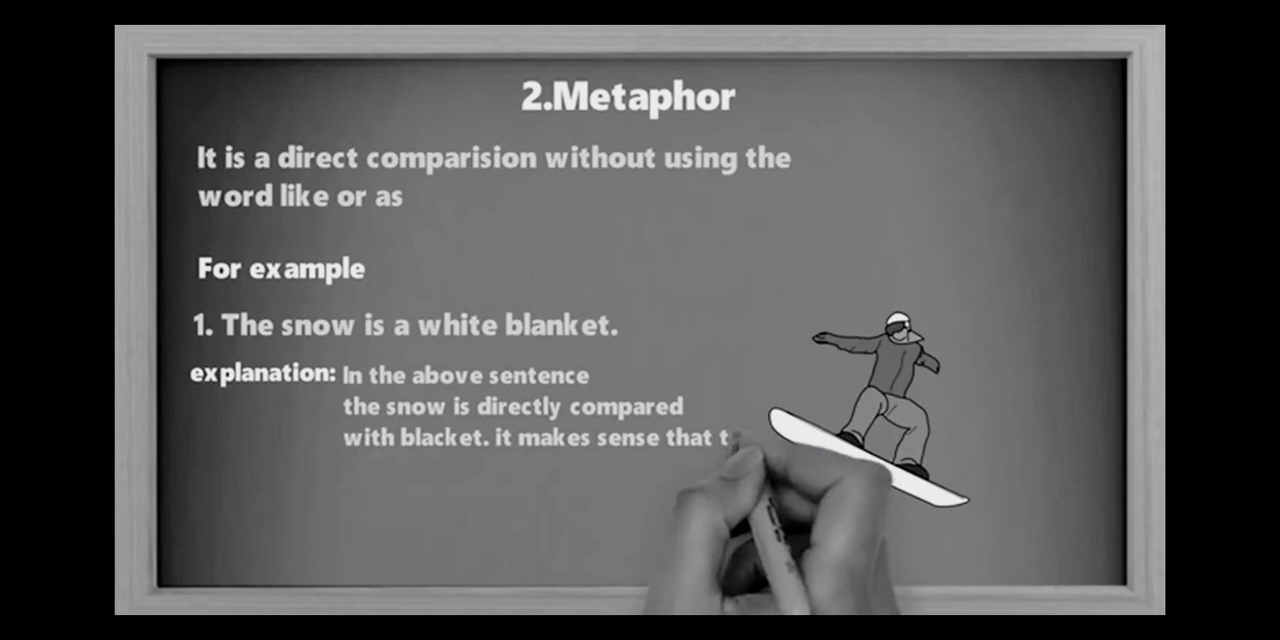 2.Metaphor
It is a direct comparision without using the
word like or as
For example
1. The snow is a white blanket.
explanation: In the above sentence
the snow is directly compared
with blacket. it makes sense that t